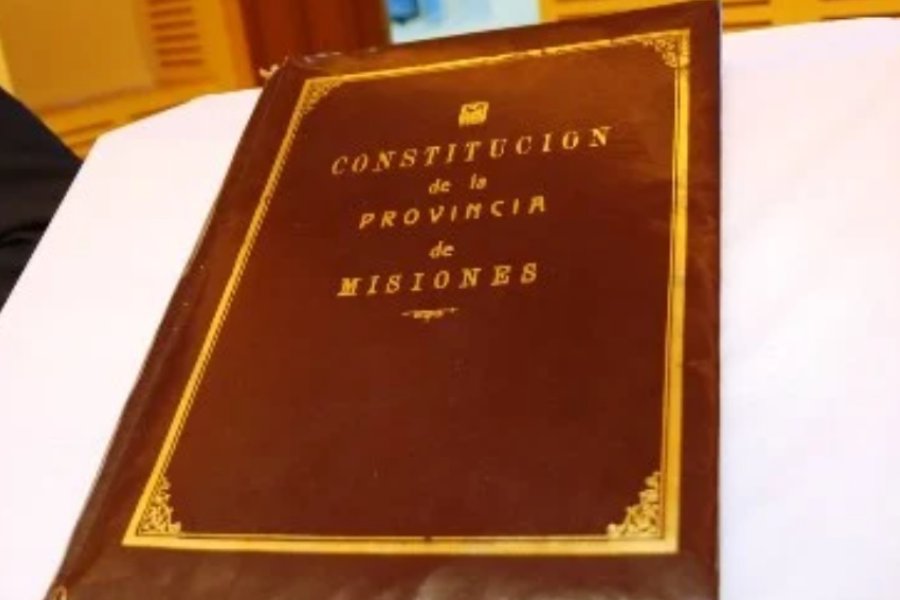 CONSTITUCION
de la
PROVINCIA
de
MISIONES